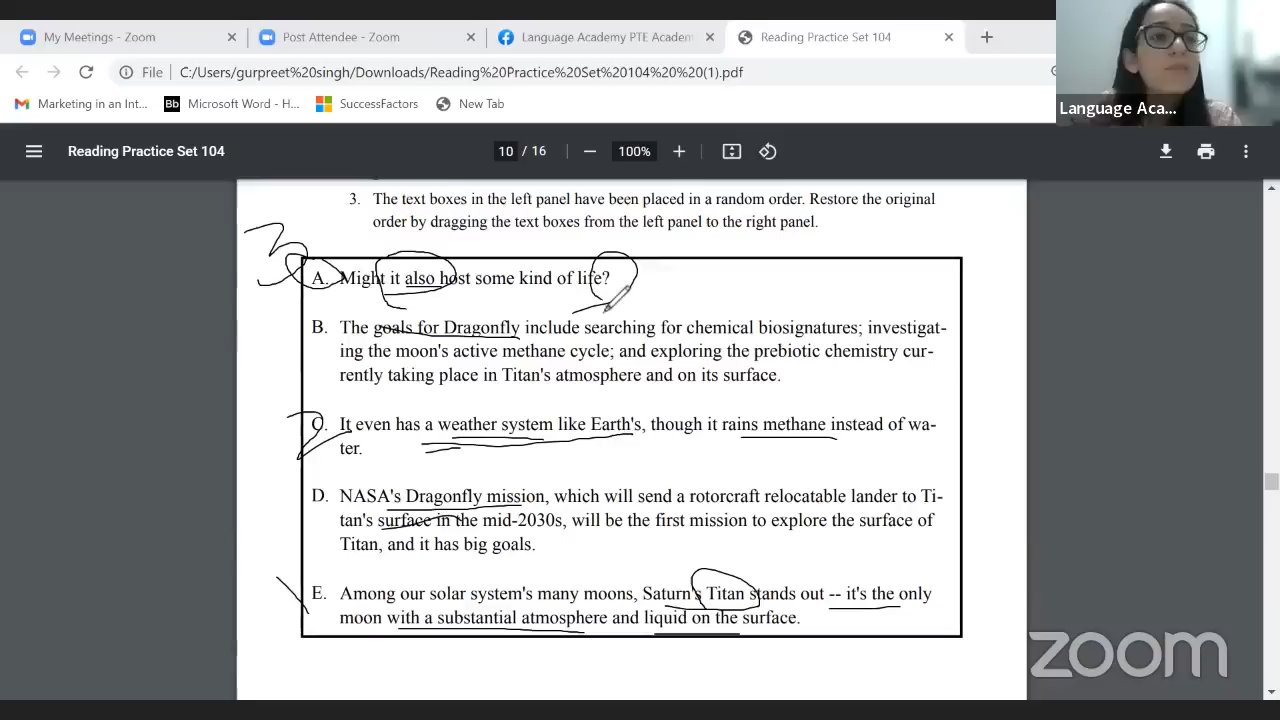 My Meetings - Zoom
Post Attendee - Zoom
Language Academy PTE Academ
Reading Practice Set 104
File
C:/Users/gurpreet%20singh/Downloads/Reading%20Practice%20Set%20104%20%20(1).pdf
Marketing in an Int...
Bb
Microsoft Word - H...
SuccessFactors
New Tab
Language Aca...
Reading Practice Set 104
10 / 16
100%
3. The text boxes in the left panel have been placed in a random order. Restore the original
order by dragging the text boxes from the left panel to the right panel.
3
A. Might it also host some kind of life?
B. The goals for Dragonfly include searching for chemical biosignatures; investigat-
ing the moon's active methane cycle; and exploring the prebiotic chemistry cur-
rently taking place in Titan's atmosphere and on its surface.
2
C. It even has a weather system like Earth's, though it rains methane instead of wa-
ter.
D. NASA's Dragonfly mission, which will send a rotorcraft relocatable lander to Ti-
tan's surface in the mid-2030s, will be the first mission to explore the surface of
Titan, and it has big goals.
E. Among our solar system's many moons, Saturn's Titan stands out -- it's the only
moon with a substantial atmosphere and liquid on the surface.
zoom